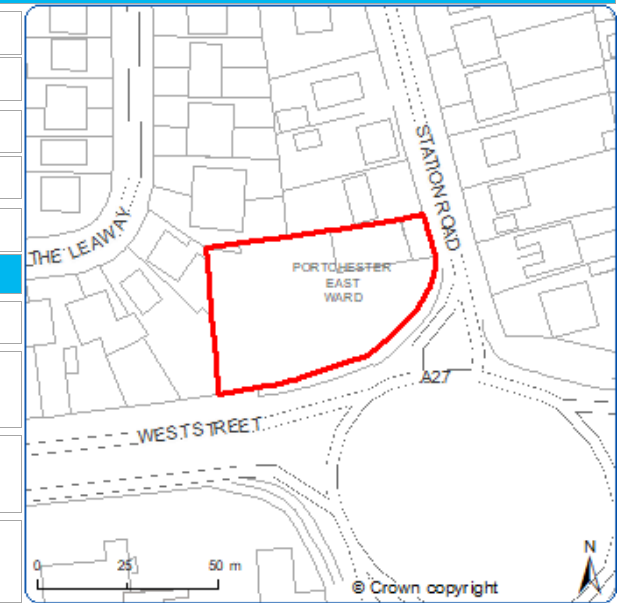 STATION ROAD
THE LEAWAY
PORTCHESTER
EAST
WARD
A27
WEST STREET
N
0 25 50 m
© Crown copyright